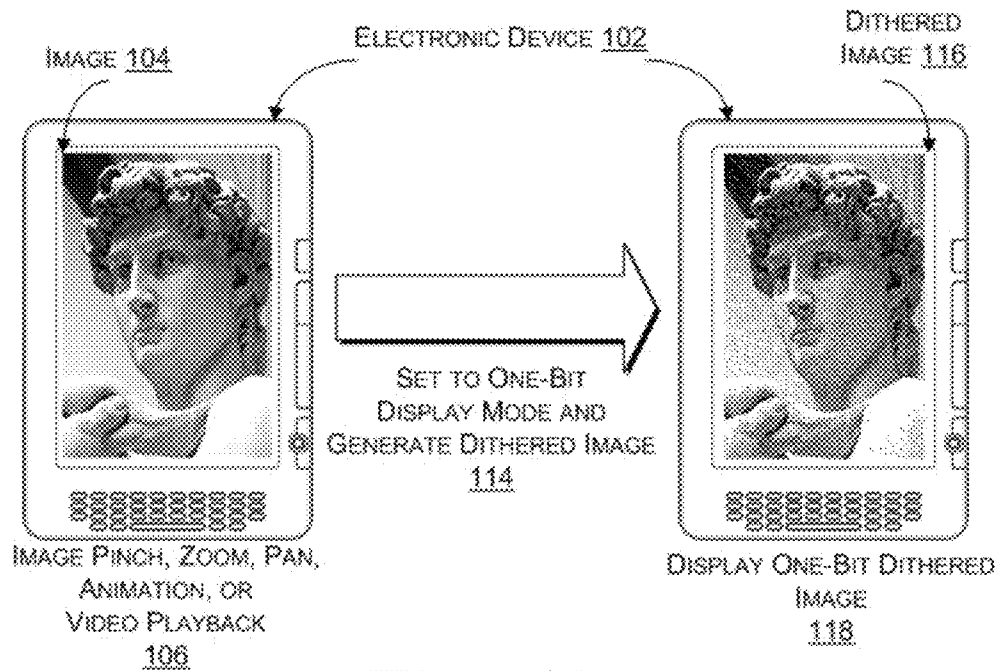 IMAGE 104
ELECTRONIC DEVICE 102
DITHERED
IMAGE 116
SET TO ONE-BIT
DISPLAY MODE AND
GENERATE DITHERED IMAGE
114
IMAGE PINCH, ZOOM, PAN,
ANIMATION, OR
VIDEO PLAYBACK
106
DISPLAY ONE-BIT DITHERED
IMAGE
118